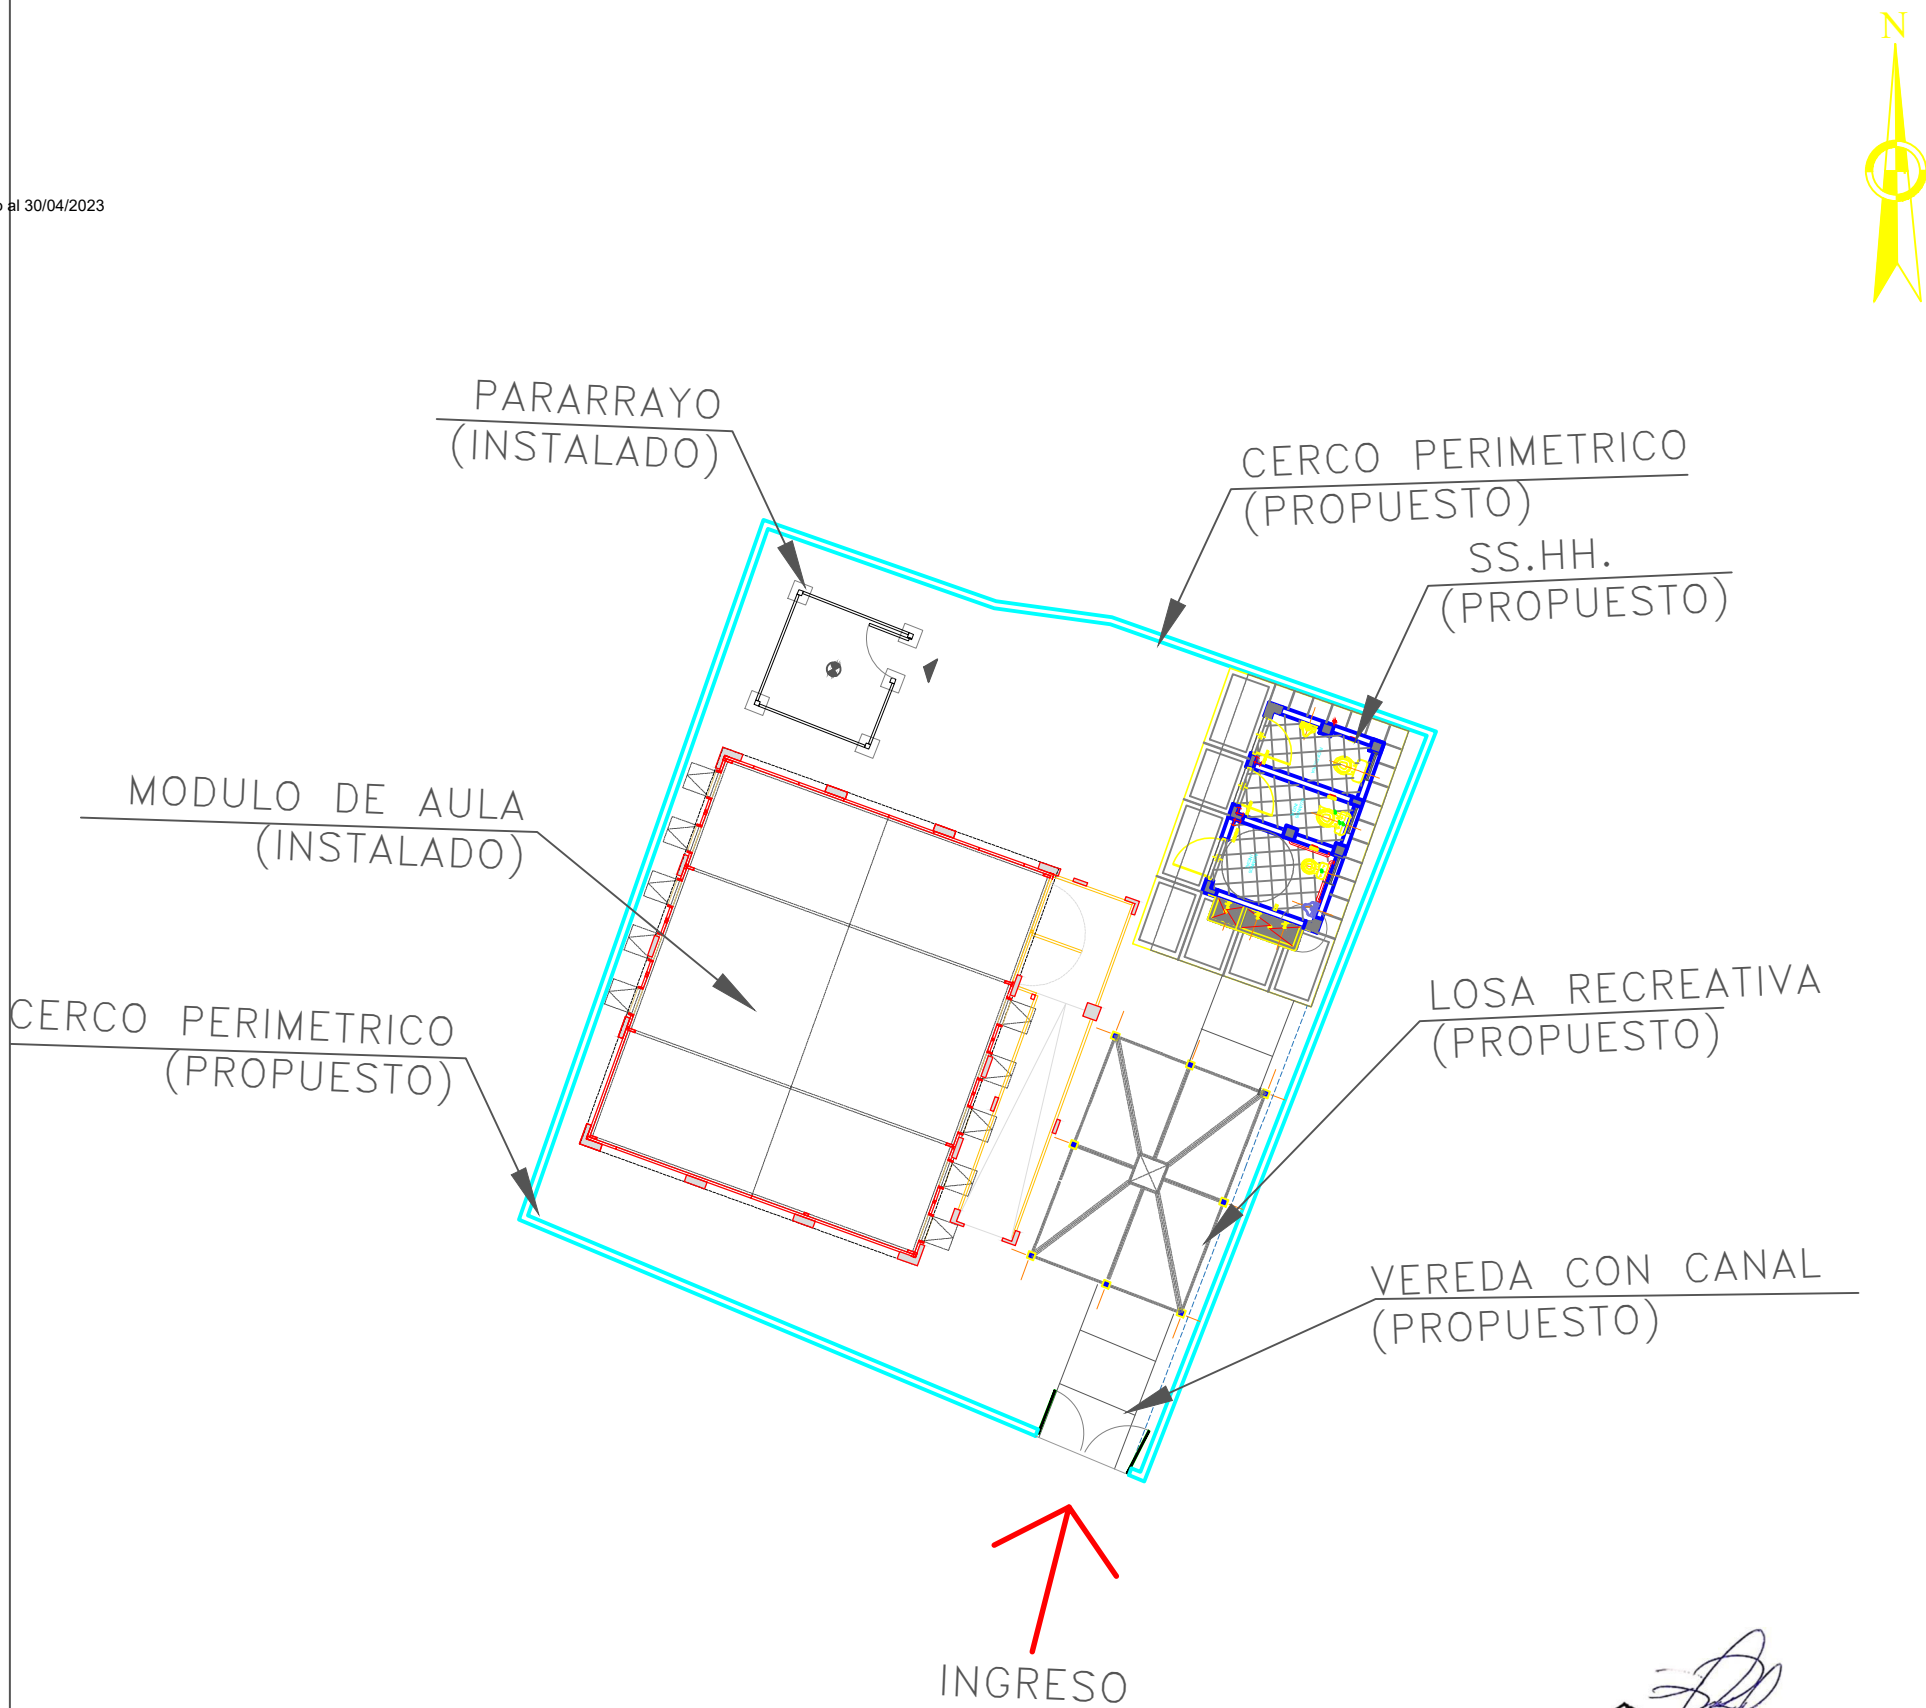 N
o al 30/04/2023
PARARRAYO
(INSTALADO)
CERCO PERIMETRICO
(PROPUESTO)
SS.HH.
(PROPUESTO)
MODULO DE AULA
(INSTALADO)
LOSA RECREATIVA
(PROPUESTO)
CERCO PERIMETRICO
(PROPUESTO)
VEREDA CON CANAL
(PROPUESTO)
INGRESO